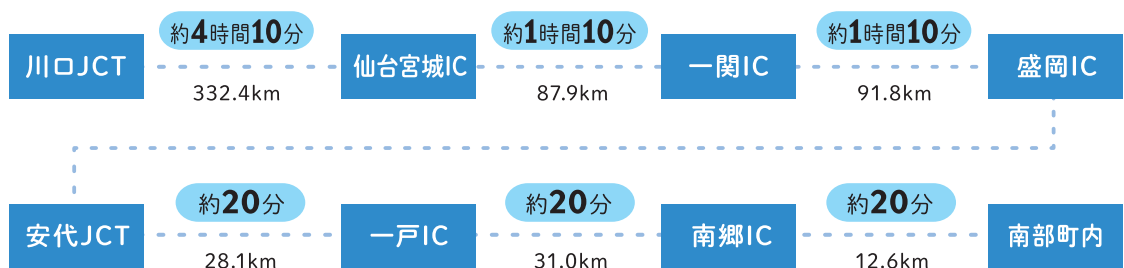 約4時間10分 約1時間10分 約1時間10分
川口JCT 仙台宮城IC 一関IC 盛岡IC
332.4km 87.9km 91.8km
約20分 約20分 約20分
安代JCT 一戸IC 南郷IC 南部町内
28.1km 31.0km 12.6km